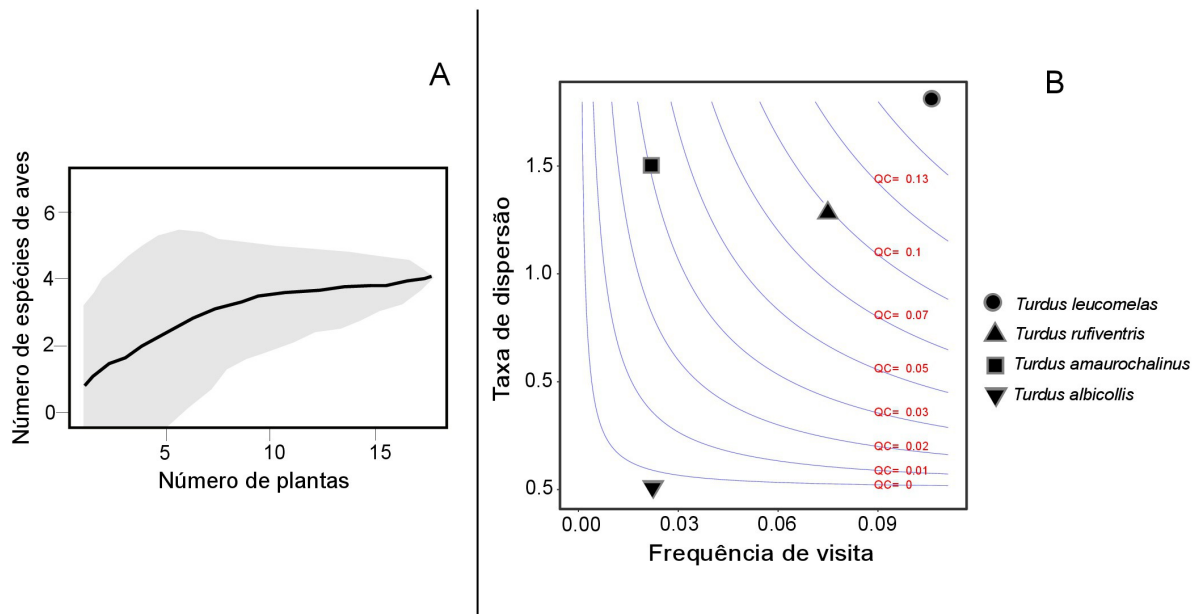 A
Número de espécies de aves
6
4
2
0
5
10
15
Número de plantas
B
Taxa de dispersão
1.5
1.0
0.5
0.5
QC= 0.13
QC= 0.1
QC= 0.07
QC= 0.05
QC= 0.03
QC= 0.02
QC= 0.01
QC= 0
0.00
0.03
0.06
0.09
Frequência de visita
Turdus leucomelas
Turdus rufiventris
Turdus amaurochalinus
Turdus albicollis